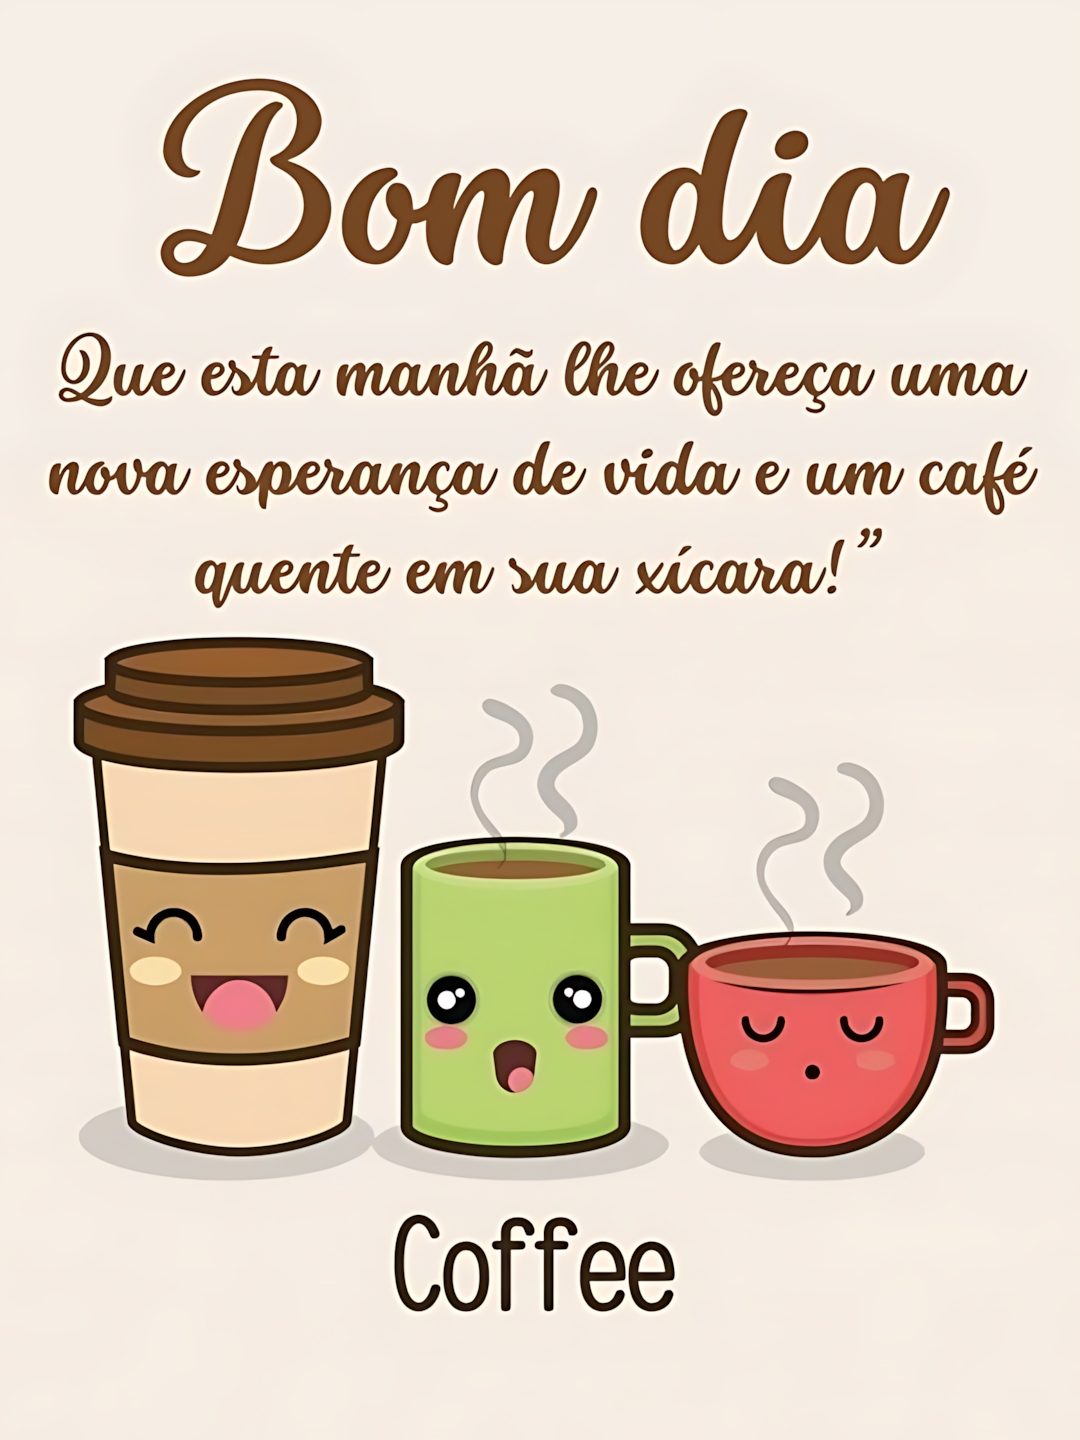 Bom dia
Que esta manhã lhe ofereça uma
nova esperança de vida e um café
quente em sua xícara!”
Coffee